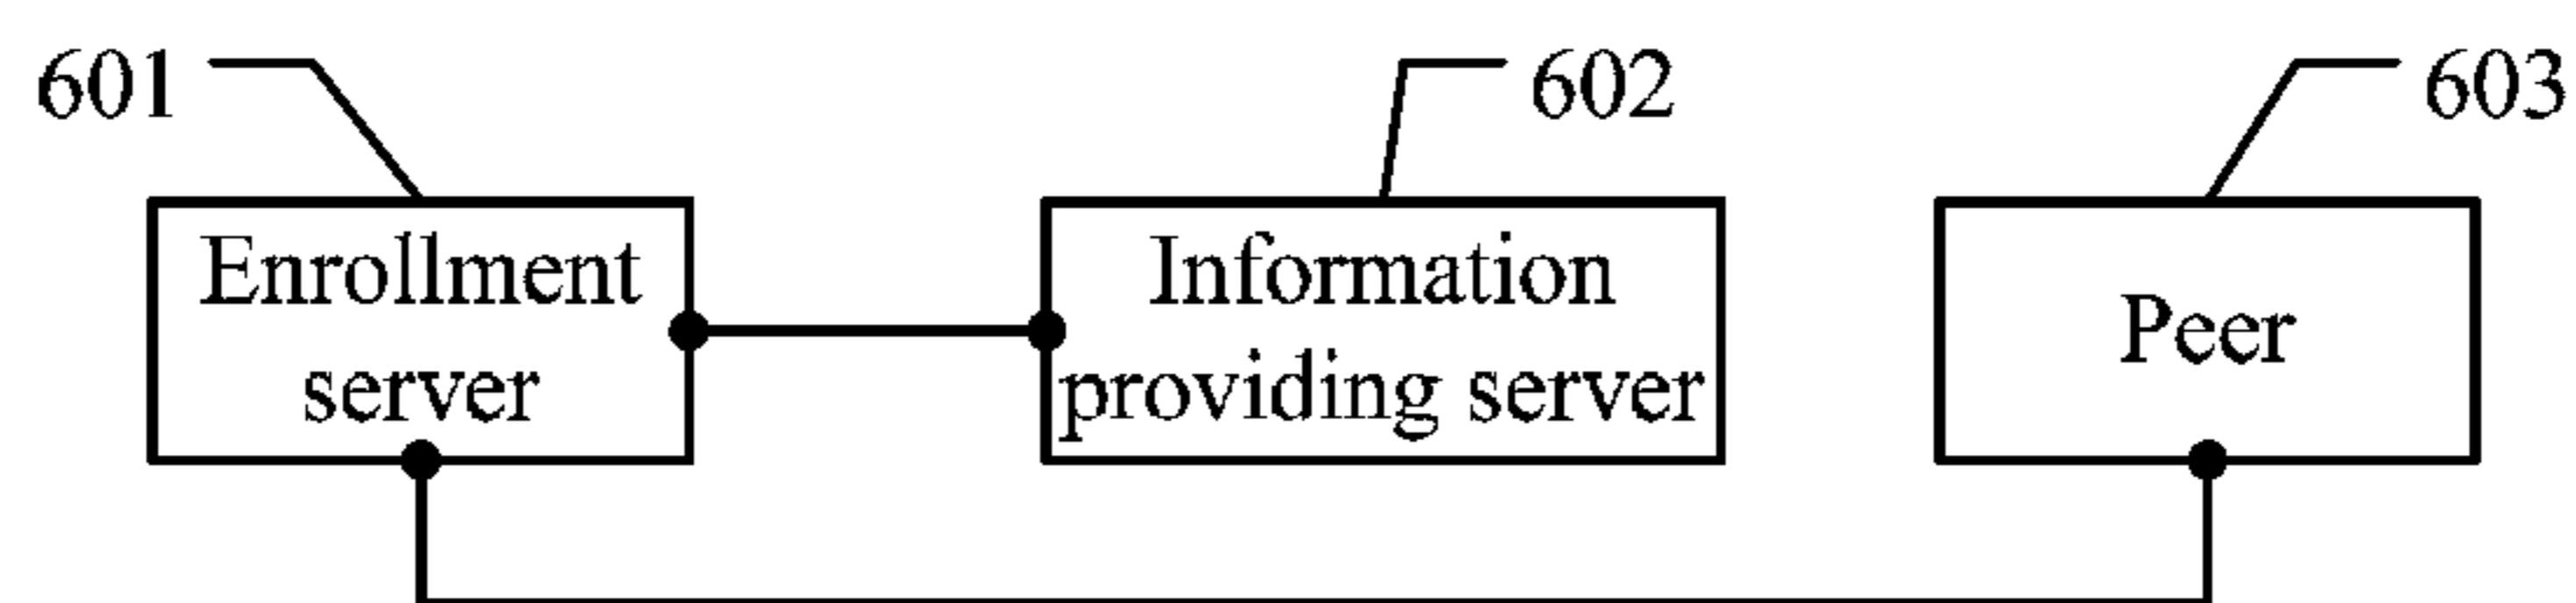 601
602
603
Enrollment
server
Information
providing server
Peer